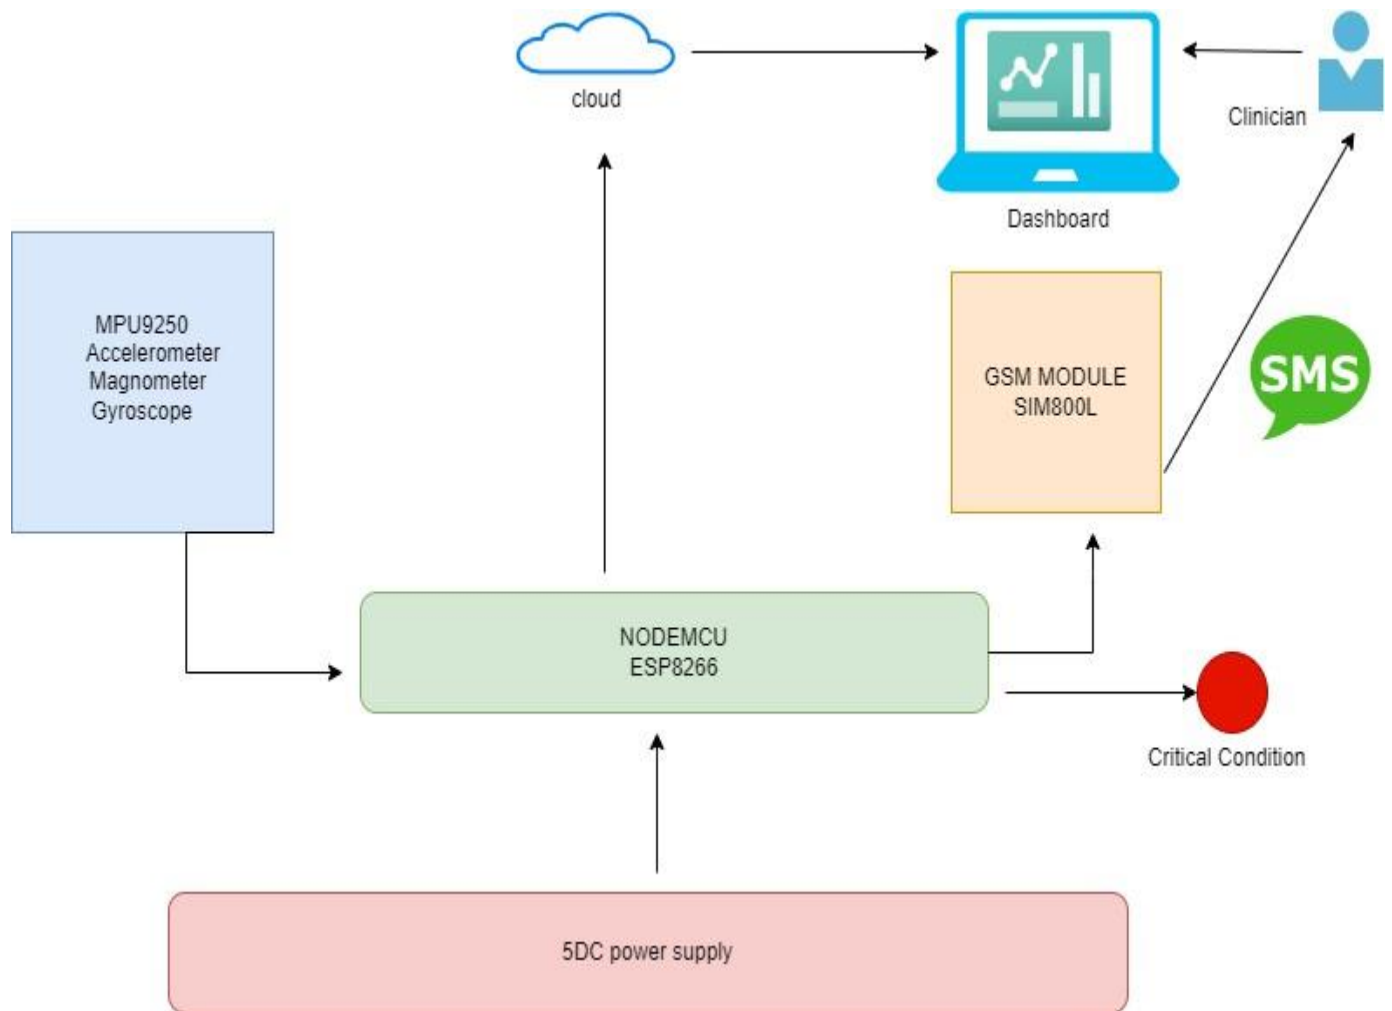 cloud
Clinician
Dashboard
MPU9250
Accelerometer
Magnometer
Gyroscope
GSM MODULE
SIM800L
SMS
NODEMCU
ESP8266
Critical Condition
5DC power supply